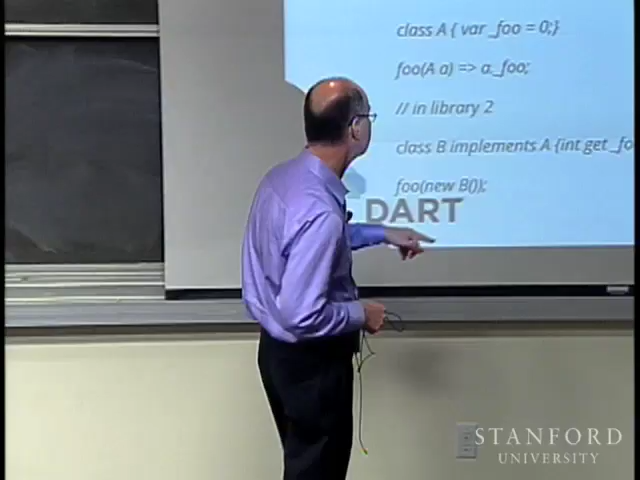 class A { var _foo = 0;}
foo(A a) => a._foo;
// in library 2
class B implements A {int get _fo
foo(new B());
DART
STANFORD
UNIVERSITY